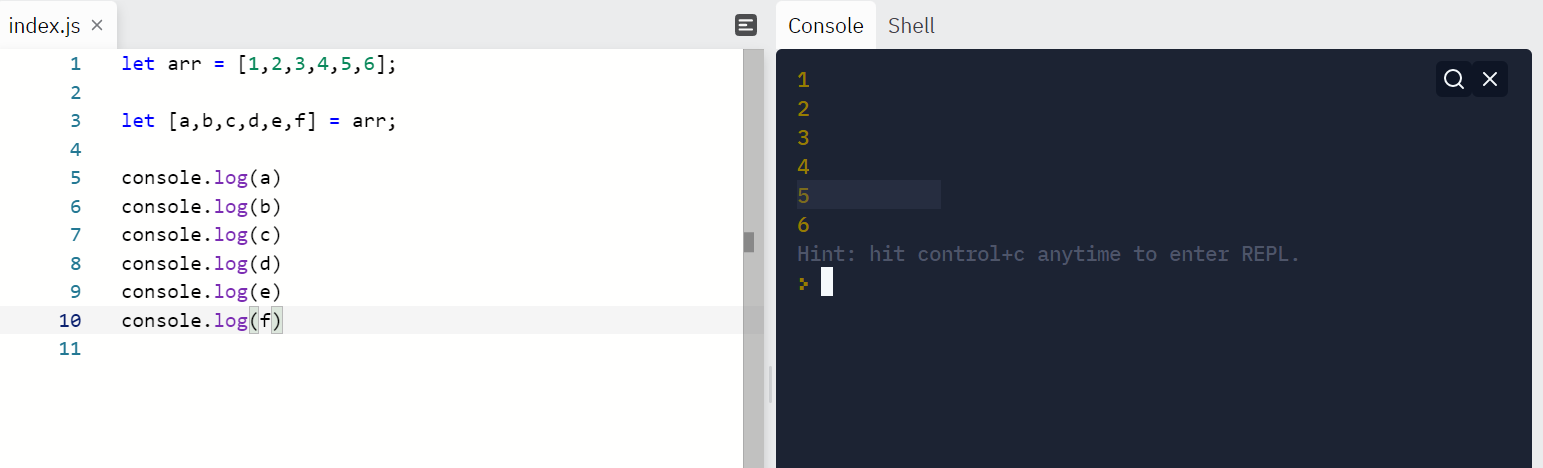 index.js ×
1 let arr = [1,2,3,4,5,6];
2
3 let [a,b,c,d,e,f] = arr;
4
5 console.log(a)
6 console.log(b)
7 console.log(c)
8 console.log(d)
9 console.log(e)
10 console.log(f)
11
Console Shell
1
2
3
4
5
6
Hint: hit control+c anytime to enter REPL.
>